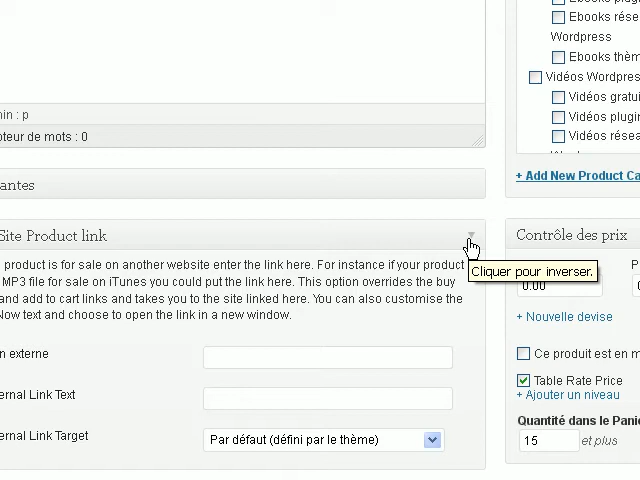 Ebooks rése
Wordpress
Ebooks thèm
Vidéos Wordpres
Vidéos gratui
Vidéos plugin
Vidéos résea
min : p
pteur de mots : 0
+ Add New Product Ca
antes
Site Product link
Contrôle des prix
product is for sale on another website enter the link here. For instance if your product
MP3 file for sale on iTunes you could put the link here. This option overrides the buy
and add to cart links and takes you to the site linked here. You can also customise the
Now text and choose to open the link in a new window.
Cliquer pour inverser.
P
0.00
+ Nouvelle devise
n externe
Ce produit est en m
Table Rate Price
+ Ajouter un niveau
ernal Link Text
Quantité dans le Panie
ernal Link Target
Par défaut (défini par le thème)
15
et plus